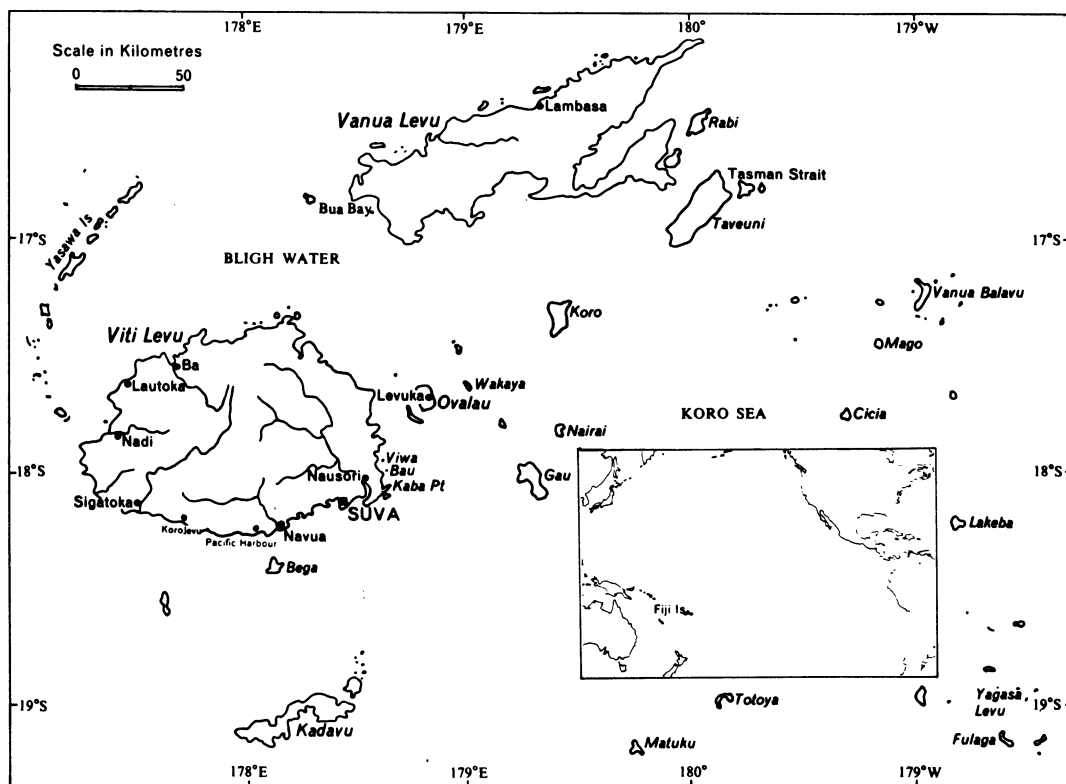 178°E
179°E
180°
179°W
Scale in Kilometres
0 50
Lambasa
Vanua Levu
Rabi
Tasman Strait
Bua Bay
Taveuni
Yasawa Is
17°S
17°S
BLIGH WATER
Vanua Balavu
Koro
Viti Levu
Mago
Ba
Lautoka
Wakaya
Levuka
Ovalau
KORO SEA
Cicia
Nadi
Nairai
Viwa
18°S
Bau
Gau
18°S
Nausori
Kaba Pt
Sigatoka
SUVA
Lakeba
Korolevu
Navua
Pacific Harbour
Bega
Fiji Is
19°S
Totoya
Yagasa
Levu
19°S
Kadavu
Matuku
Fulaga
178°E
179°E
180°
179°W